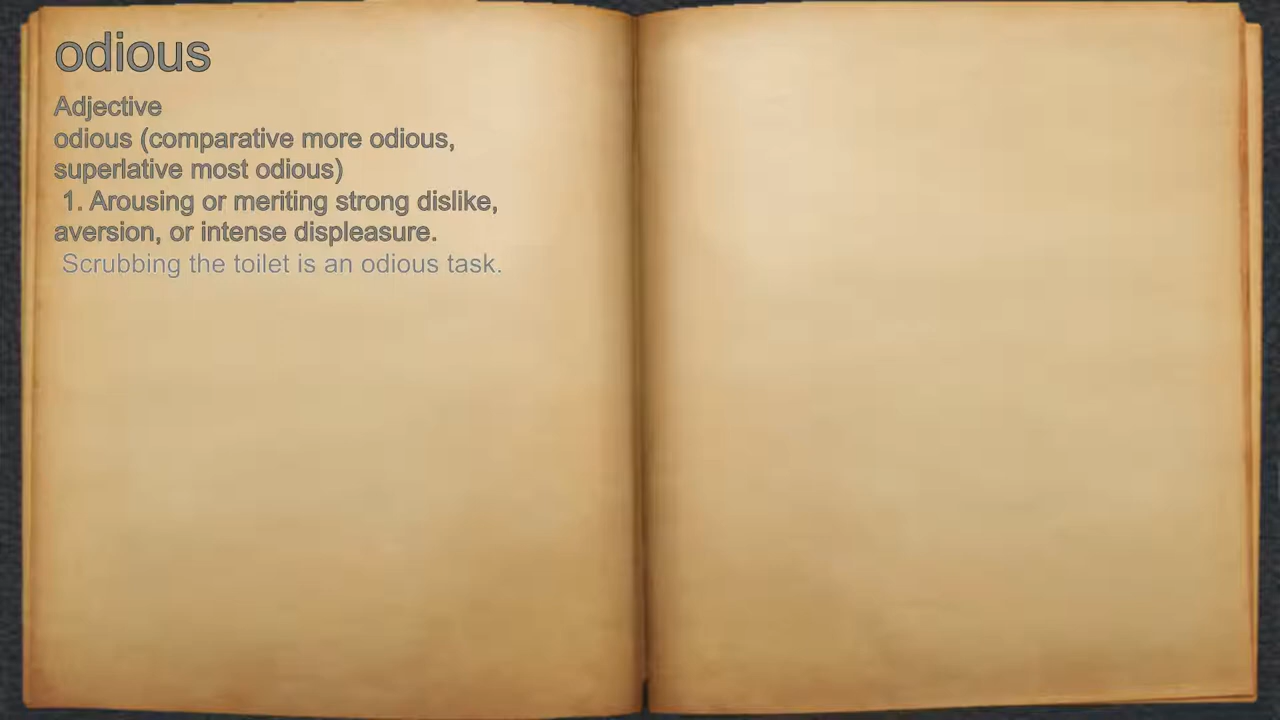 odious
Adjective
odious (comparative more odious,
superlative most odious)
1. Arousing or meriting strong dislike,
aversion, or intense displeasure.
Scrubbing the toilet is an odious task.